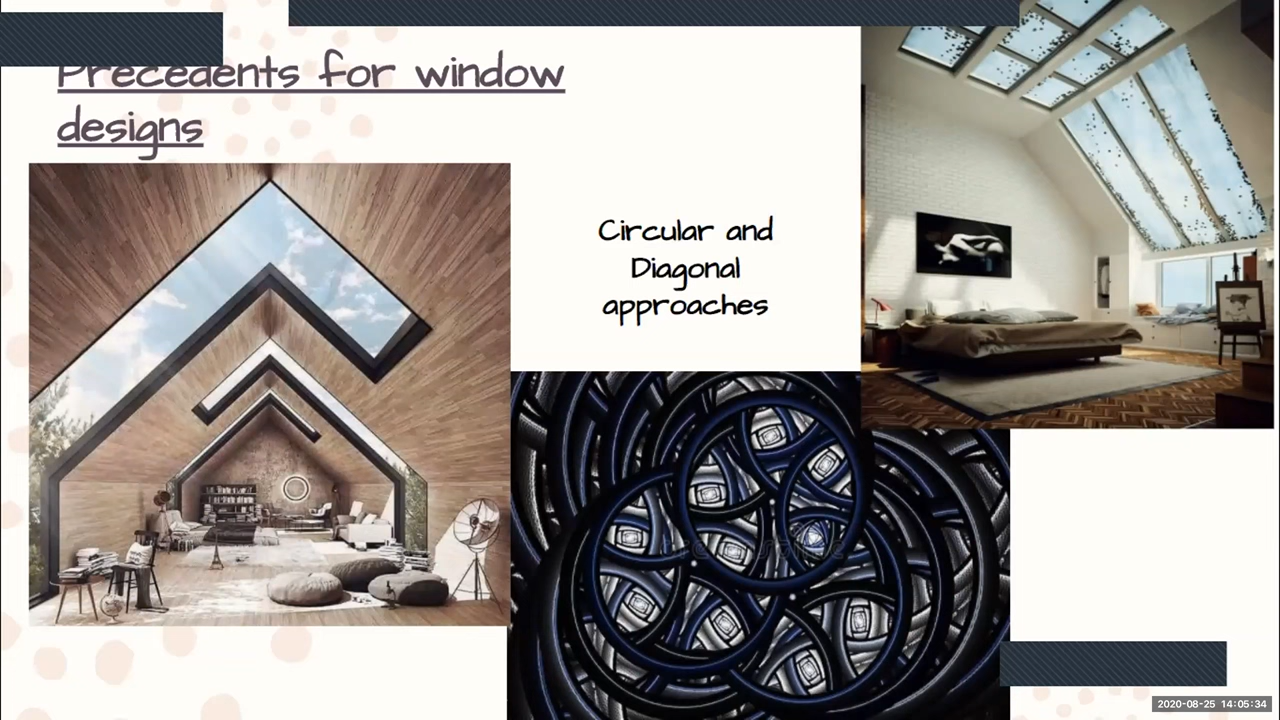 Precedents for window
designs
Circular and
Diagonal
approaches
2020-08-25 14:05:34